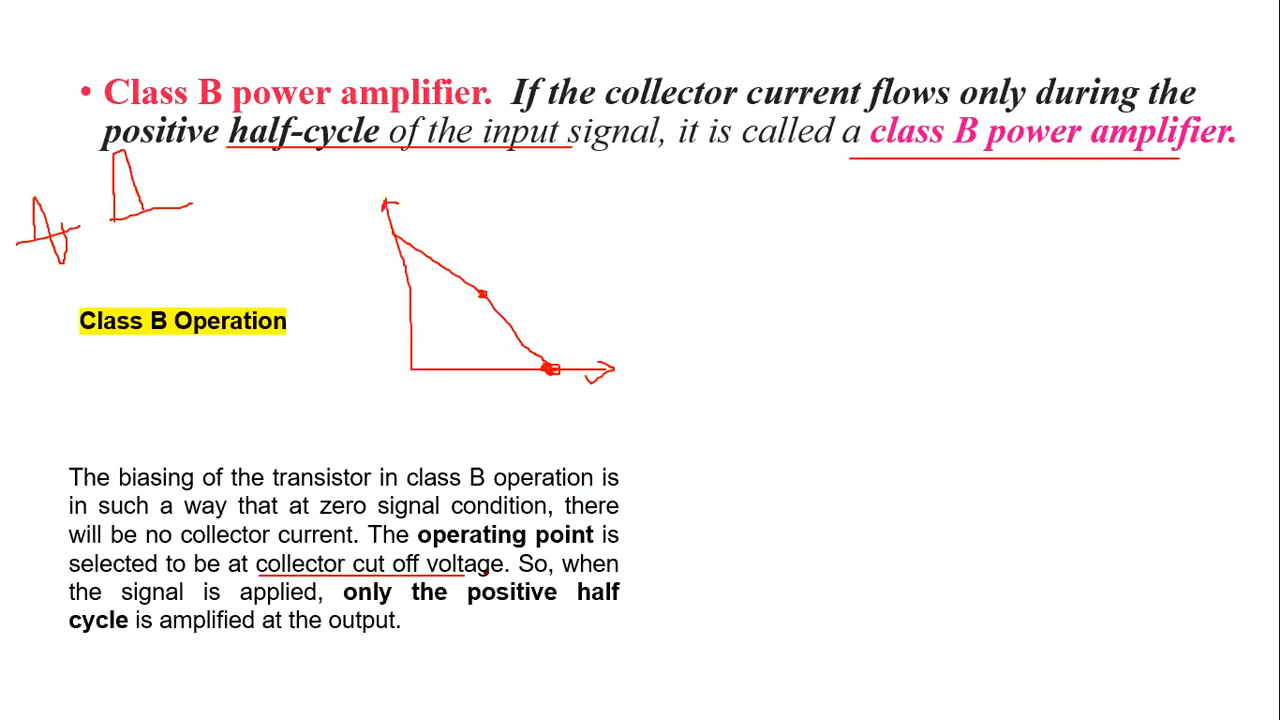 • Class B power amplifier. If the collector current flows only during the
positive half-cycle of the input signal, it is called a class B power amplifier.
Class B Operation
The biasing of the transistor in class B operation is
in such a way that at zero signal condition, there
will be no collector current. The operating point is
selected to be at collector cut off voltage. So, when
the signal is applied, only the positive half
cycle is amplified at the output.